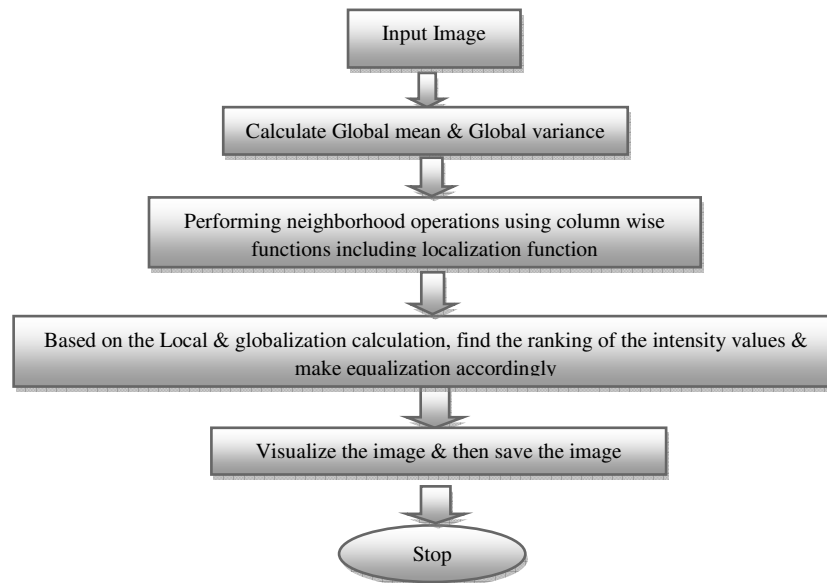 Input Image
Calculate Global mean & Global variance
Performing neighborhood operations using column wise
functions including localization function
Based on the Local & globalization calculation, find the ranking of the intensity values &
make equalization accordingly
Visualize the image & then save the image
Stop